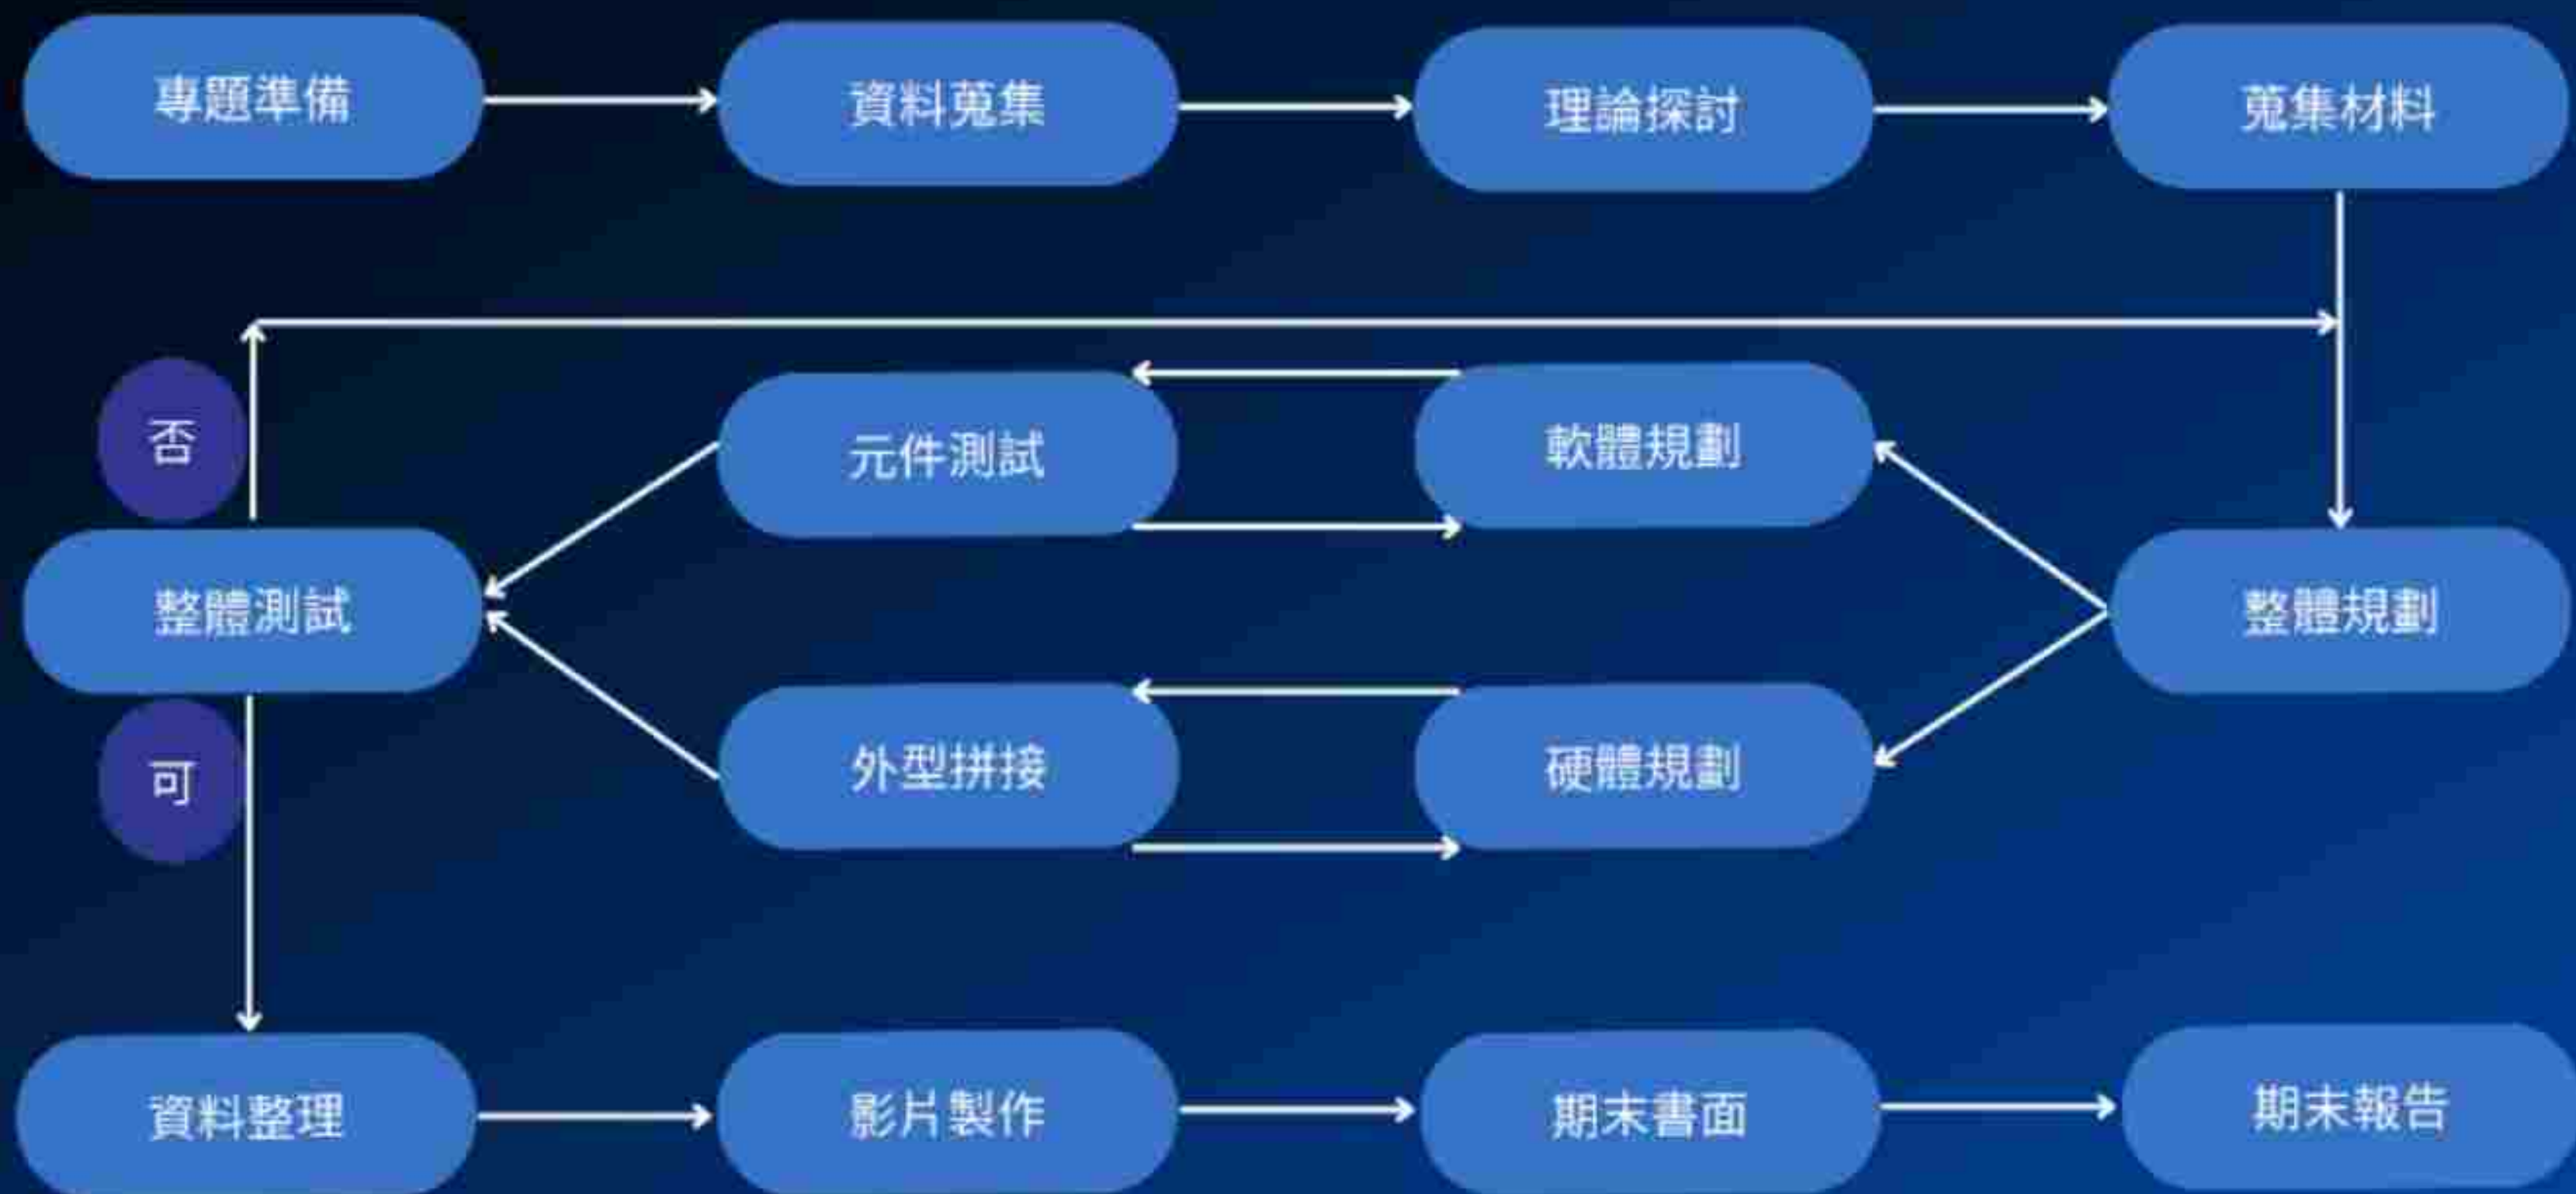 專題準備
資料蒐集
理論探討
蒐集材料
否
元件測試
軟體規劃
整體測試
整體規劃
可
外型拼接
硬體規劃
資料整理
影片製作
期末書面
期末報告